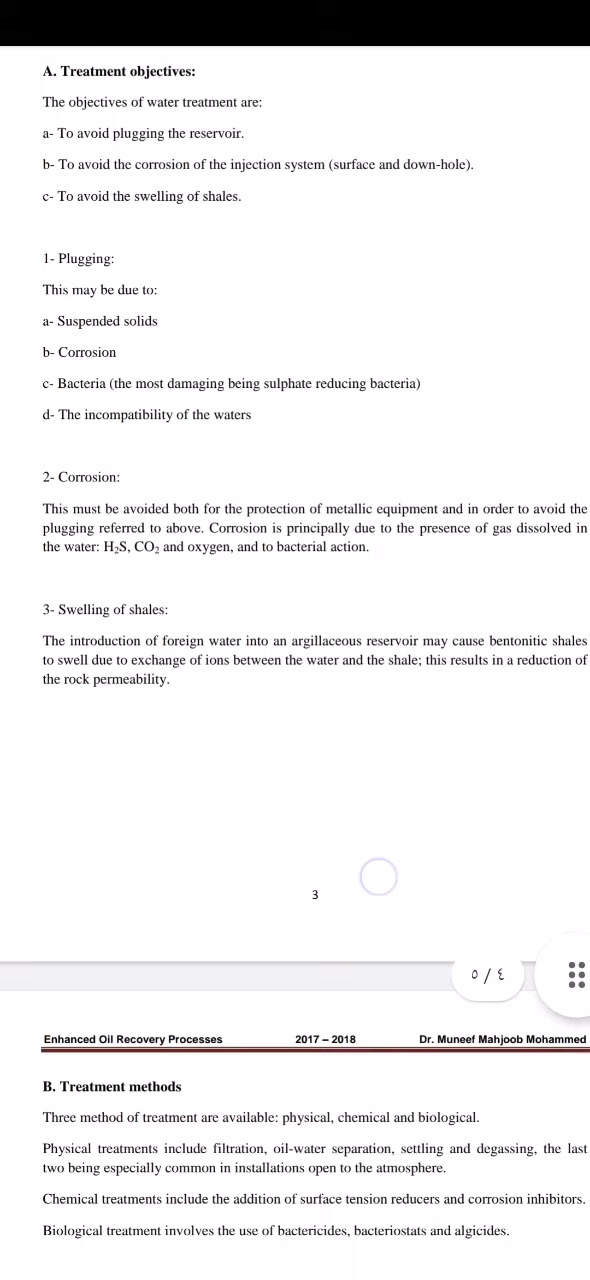 A. Treatment objectives:
The objectives of water treatment are:
a- To avoid plugging the reservoir.
b- To avoid the corrosion of the injection system (surface and down-hole).
c- To avoid the swelling of shales.
1- Plugging:
This may be due to:
a- Suspended solids
b- Corrosion
c- Bacteria (the most damaging being sulphate reducing bacteria)
d- The incompatibility of the waters
2- Corrosion:
This must be avoided both for the protection of metallic equipment and in order to avoid the
plugging referred to above. Corrosion is principally due to the presence of gas dissolved in
the water: H₂S, CO₂ and oxygen, and to bacterial action.
3- Swelling of shales:
The introduction of foreign water into an argillaceous reservoir may cause bentonitic shales
to swell due to exchange of ions between the water and the shale; this results in a reduction of
the rock permeability.
3
٥ / ٤
Enhanced Oil Recovery Processes 2017 – 2018 Dr. Muneef Mahjoob Mohammed
B. Treatment methods
Three method of treatment are available: physical, chemical and biological.
Physical treatments include filtration, oil-water separation, settling and degassing, the last
two being especially common in installations open to the atmosphere.
Chemical treatments include the addition of surface tension reducers and corrosion inhibitors.
Biological treatment involves the use of bactericides, bacteriostats and algicides.